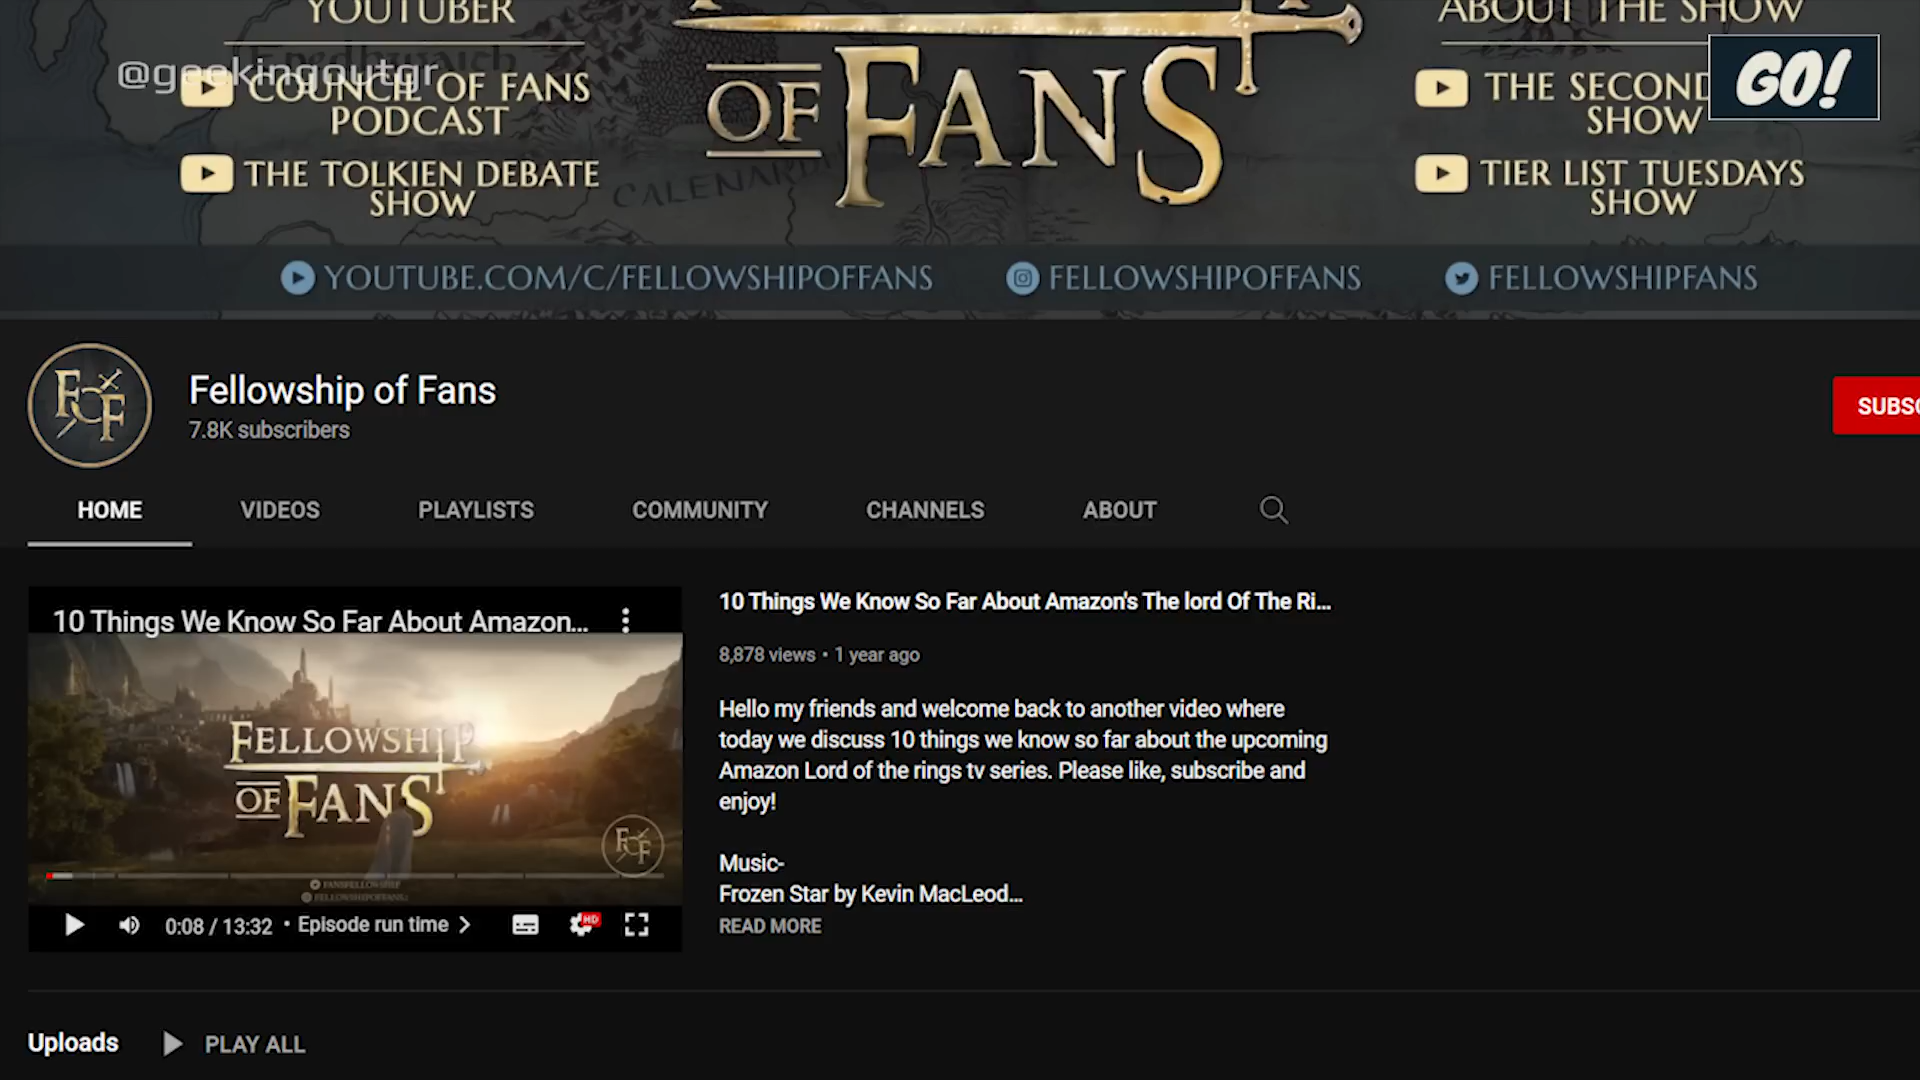 YOUTUBER
ABOUT THE SHOW
@geekingoutgr
GO!
COUNCIL OF FANS
PODCAST
THE TOLKIEN DEBATE
SHOW
OF FANS
THE SECOND
SHOW
TIER LIST TUESDAYS
SHOW
CALENARD
YOUTUBE.COM/C/FELLOWSHIPOFFANS
FELLOWSHIPOFFANS
FELLOWSHIPFANS
Fellowship of Fans
7.8K subscribers
SUBSC
HOME
VIDEOS
PLAYLISTS
COMMUNITY
CHANNELS
ABOUT
10 Things We Know So Far About Amazon...
FELLOWSHIP
OF FANS
FOF
0:08 / 13:32 • Episode run time
HD
10 Things We Know So Far About Amazon's The lord Of The Ri...
8,878 views • 1 year ago
Hello my friends and welcome back to another video where
today we discuss 10 things we know so far about the upcoming
Amazon Lord of the rings tv series. Please like, subscribe and
enjoy!
Music-
Frozen Star by Kevin MacLeod...
READ MORE
Uploads
PLAY ALL